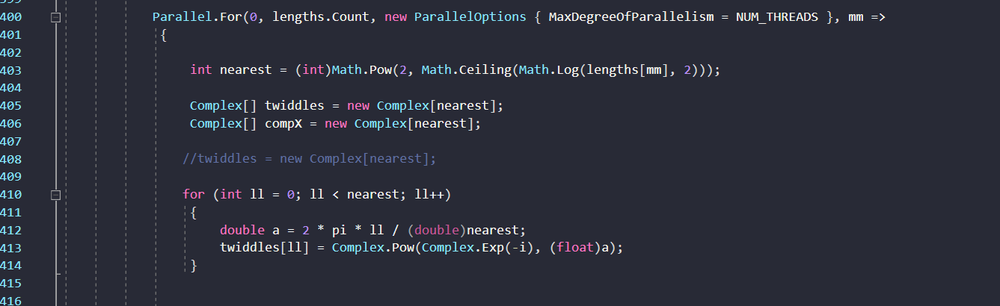 400 Parallel.For(0, lengths.Count, new ParallelOptions { MaxDegreeOfParallelism = NUM_THREADS }, mm =>
401 {
402
403 int nearest = (int)Math.Pow(2, Math.Ceiling(Math.Log(lengths[mm], 2)));
404
405 Complex[] twiddles = new Complex[nearest];
406 Complex[] compX = new Complex[nearest];
407
408 //twiddles = new Complex[nearest];
409
410 for (int ll = 0; ll < nearest; ll++)
411 {
412 double a = 2 * pi * ll / (double)nearest;
413 twiddles[ll] = Complex.Pow(Complex.Exp(-i), (float)a);
414 }
415
416